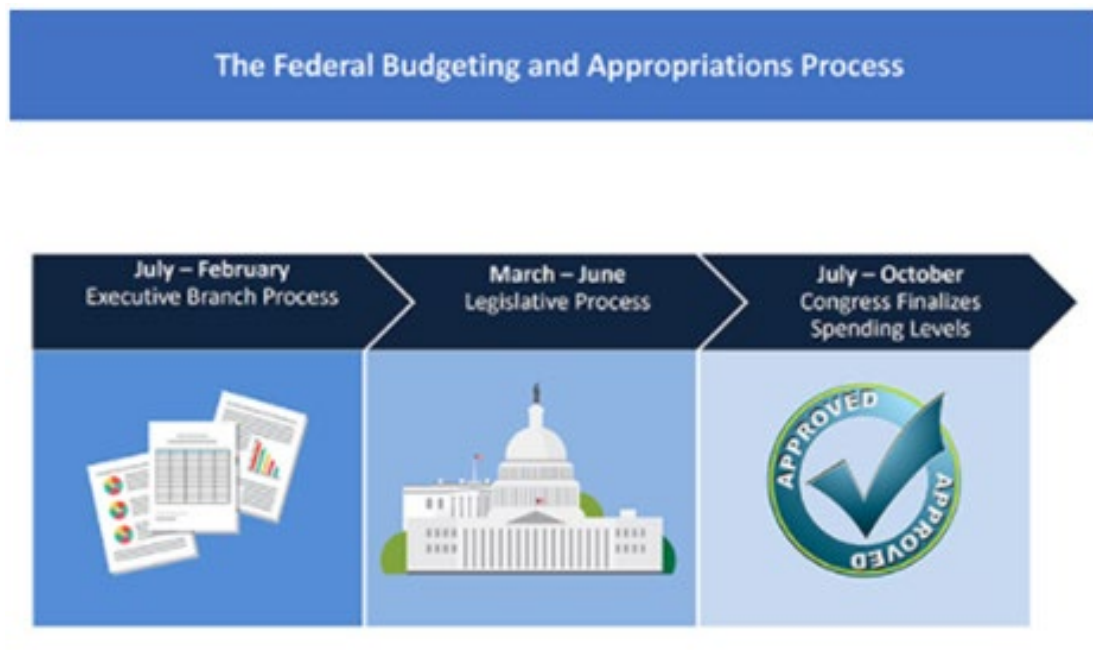 The Federal Budgeting and Appropriations Process
July – February
Executive Branch Process
March – June
Legislative Process
July – October
Congress Finalizes
Spending Levels
APPROVED
APPROVED
APPROVED